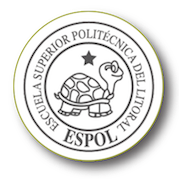 ESCUELA SUPERIOR POLITÉCNICA DEL LITORAL
ESPOL